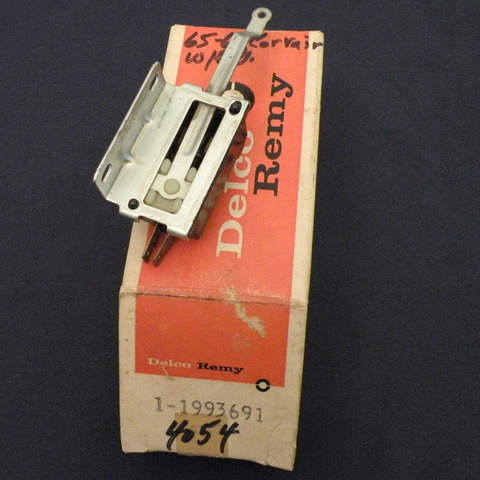 65-6 Corvair
w/
Delco
Remy
Delco Remy
1-1993691
4054